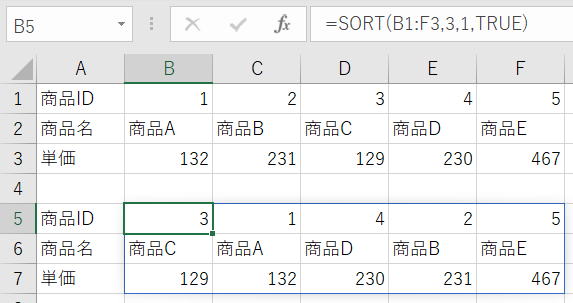 B5 fx =SORT(B1:F3,3,1,TRUE)
A B C D E F
1 商品ID 1 2 3 4 5
2 商品名 商品A 商品B 商品C 商品D 商品E
3 単価 132 231 129 230 467
4
5 商品ID 3 1 4 2 5
6 商品名 商品C 商品A 商品D 商品B 商品E
7 単価 129 132 230 231 467